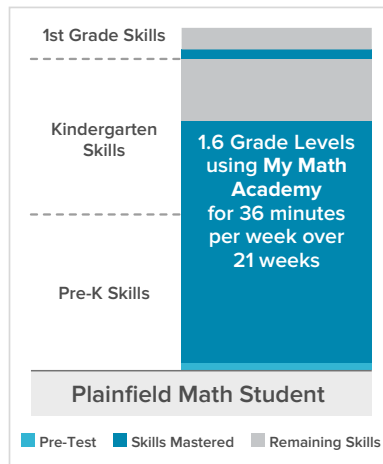 1st Grade Skills
Kindergarten
Skills
1.6 Grade Levels
using My Math
Academy
for 36 minutes
per week over
21 weeks
Pre-K Skills
Plainfield Math Student
Pre-Test Skills Mastered Remaining Skills